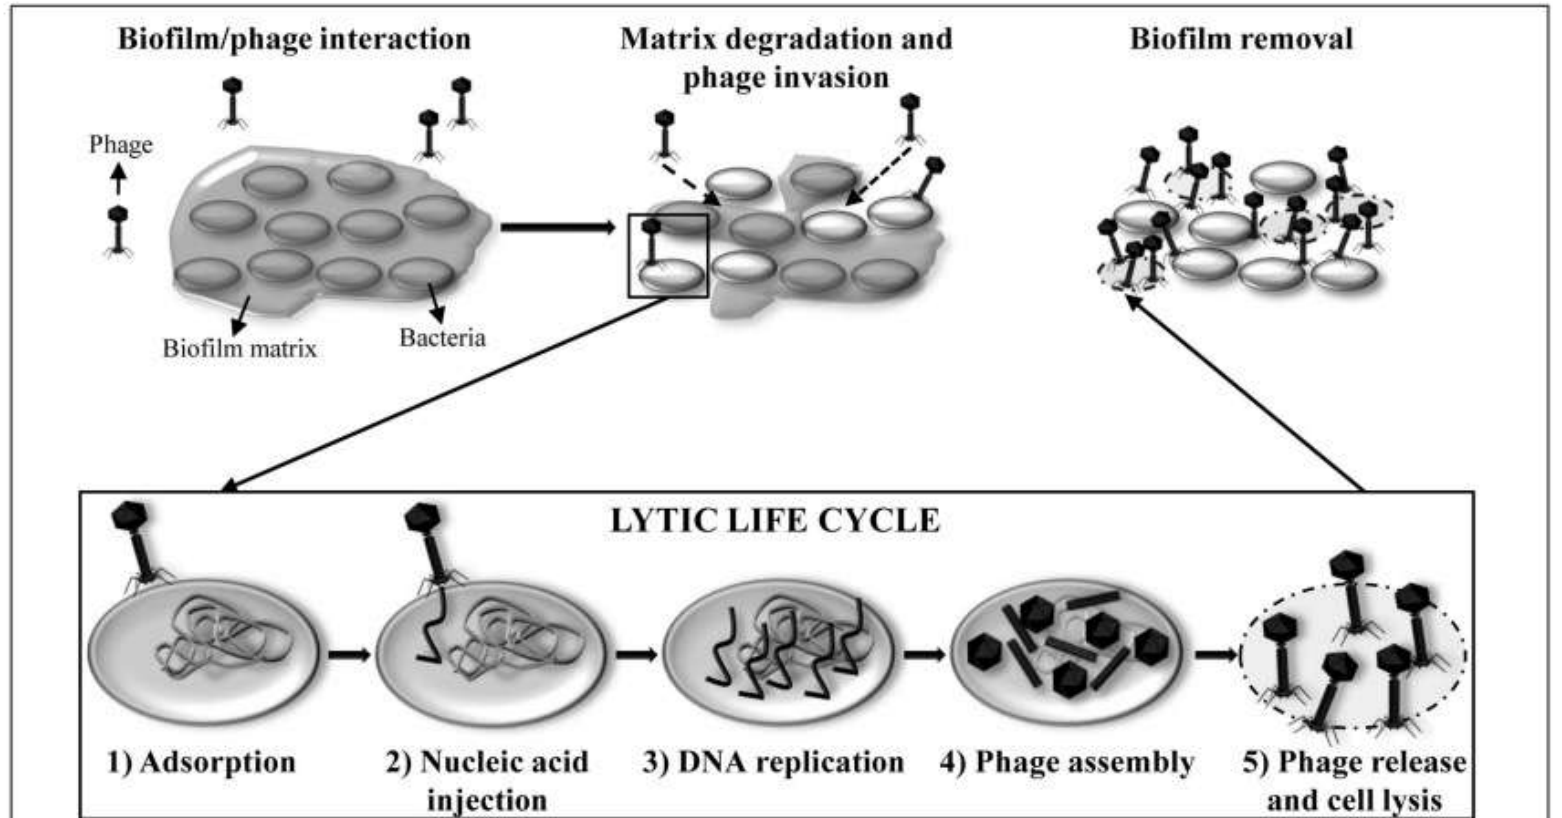 Biofilm/phage interaction
Matrix degradation and
phage invasion
Biofilm removal
Phage
Biofilm matrix
Bacteria
LYTIC LIFE CYCLE
1) Adsorption
2) Nucleic acid
injection
3) DNA replication
4) Phage assembly
5) Phage release
and cell lysis